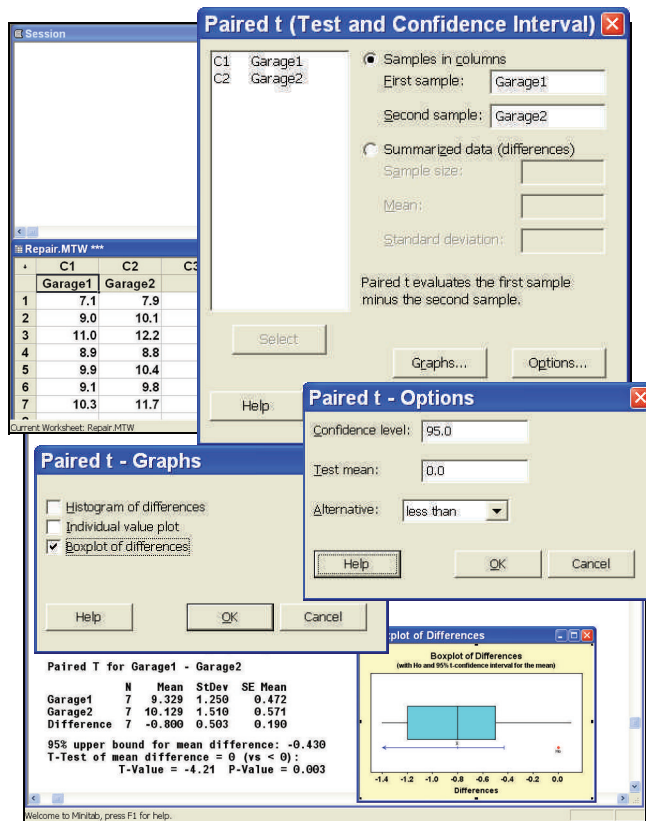 Session
Paired t (Test and Confidence Interval)
C1 Garage1
C2 Garage2
Samples in columns
First sample: Garage1
Second sample: Garage2
Summarized data (differences)
Sample size:
Mean:
Standard deviation:
Paired t evaluates the first sample
minus the second sample.
Select
Graphs... Options...
Help
Repair.MTW ***
C1 C2 C3
Garage1 Garage2
1 7.1 7.9
2 9.0 10.1
3 11.0 12.2
4 8.9 8.8
5 9.9 10.4
6 9.1 9.8
7 10.3 11.7
Current Worksheet: Repair.MTW
Paired t - Options
Confidence level: 95.0
Test mean: 0.0
Alternative: less than
Help OK Cancel
Paired t - Graphs
Histogram of differences
Individual value plot
Boxplot of differences
Help OK Cancel
Paired T for Garage1 - Garage2
N Mean StDev SE Mean
Garage1 7 9.329 1.250 0.472
Garage2 7 10.129 1.510 0.571
Difference 7 -0.800 0.503 0.190
95% upper bound for mean difference: -0.430
T-Test of mean difference = 0 (vs < 0):
T-Value = -4.21 P-Value = 0.003
plot of Differences
Boxplot of Differences
(with Ho and 95% t-confidence interval for the mean)
-1.4 -1.2 -1.0 -0.8 -0.6 -0.4 -0.2 0.0
Differences
Welcome to Minitab, press F1 for help.